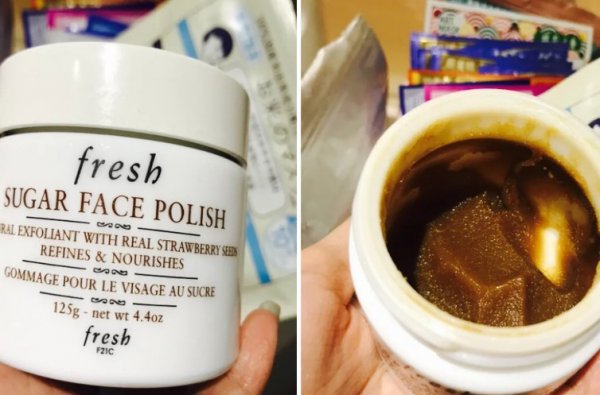 fresh
SUGAR FACE POLISH
RAL EXFOLIANT WITH REAL STRAWBERRY SEEDS
REFINES & NOURISHES
GOMMAGE POUR LE VISAGE AU SUCRE
125g - net wt 4.4oz
fresh
F21C